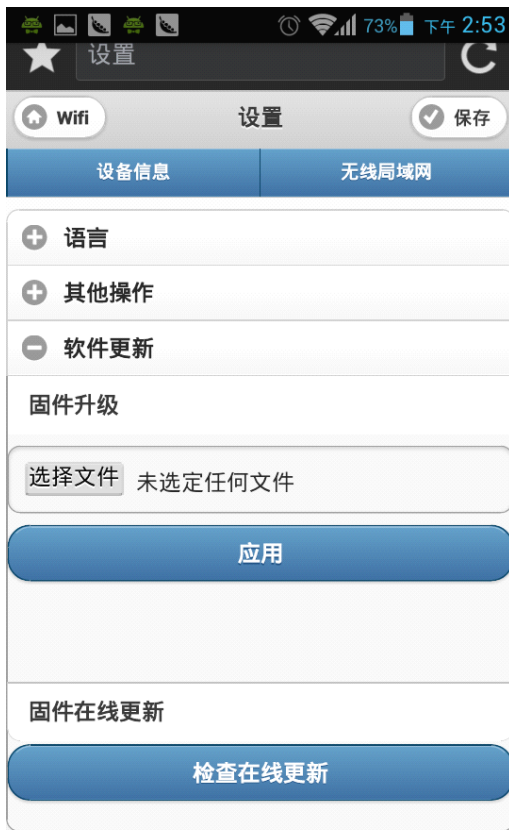 73% 下午 2:53
设置
Wifi 设置 保存
设备信息 无线局域网
语言
其他操作
软件更新
固件升级
选择文件 未选定任何文件
应用
固件在线更新
检查在线更新